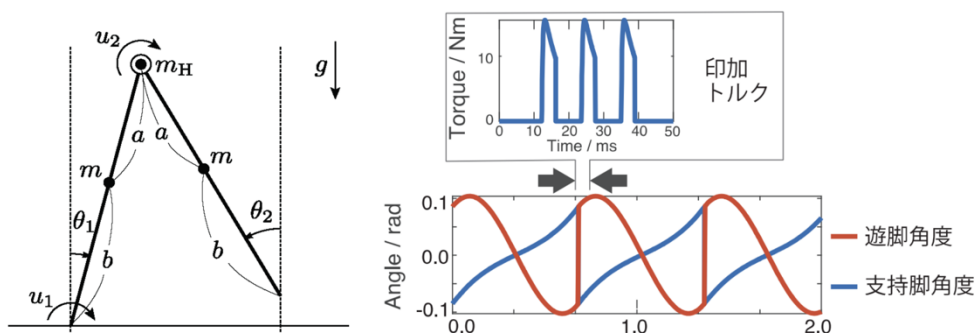 u₂
m_H
g
a
a
m
m
θ₁
θ₂
b
b
u₁
Torque / Nm
10
0
0
10
20
30
40
50
Time / ms
印加
トルク
Angle / rad
0.1
0.0
-0.1
0.0
1.0
2.0
遊脚角度
支持脚角度